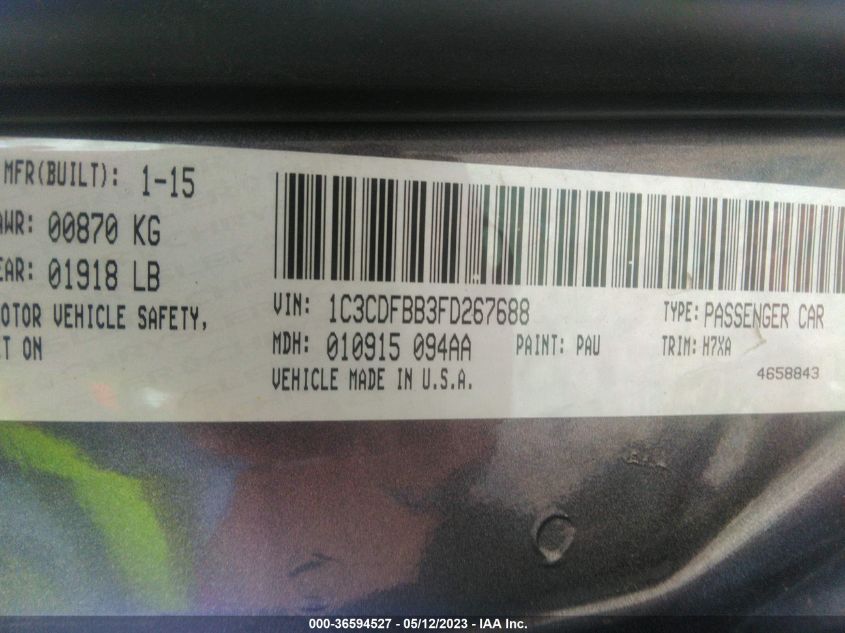 MFR(BUILT): 1-15
AWR: 00870 KG
EAR: 01918 LB
OTOR VEHICLE SAFETY,
T ON
VIN: 1C3CDFBB3FD267688 TYPE: PASSENGER CAR
MDH: 010915 094AA PAINT: PAU TRIM: H7XA
VEHICLE MADE IN U.S.A. 4658843
000-36594527 - 05/12/2023 - IAA Inc.